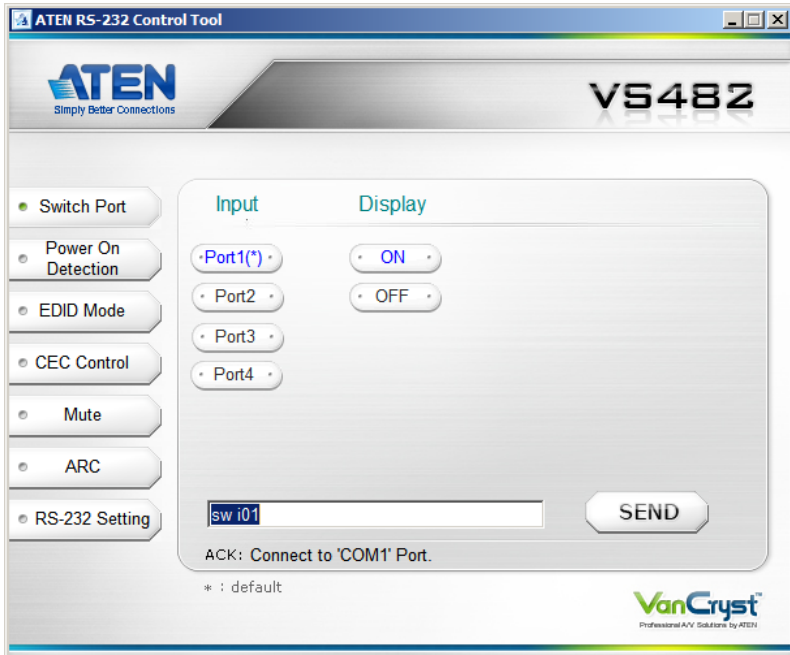 ATEN RS-232 Control Tool
ATEN
Simply Better Connections
VS482
Switch Port
Power On
Detection
EDID Mode
CEC Control
Mute
ARC
RS-232 Setting
Input
Display
Port1(*)
ON
Port2
OFF
Port3
Port4
sw i01
SEND
ACK: Connect to 'COM1' Port.
* : default
VanCryst™
Professional A/V Solutions by ATEN